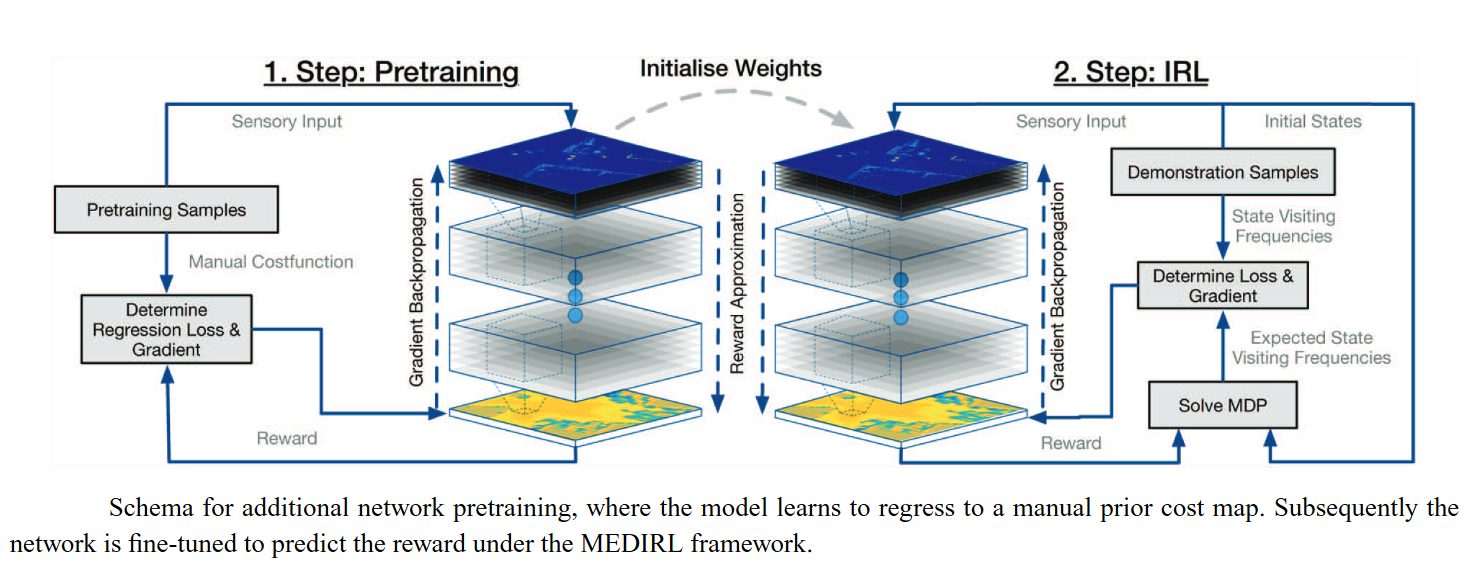 1. Step: Pretraining
Initialise Weights
2. Step: IRL
Sensory Input
Pretraining Samples
Manual Costfunction
Determine
Regression Loss &
Gradient
Reward
Gradient Backpropagation
Reward Approximation
Sensory Input
Initial States
Demonstration Samples
State Visiting
Frequencies
Determine Loss &
Gradient
Expected State
Visiting Frequencies
Solve MDP
Reward
Gradient Backpropagation
Schema for additional network pretraining, where the model learns to regress to a manual prior cost map. Subsequently the
network is fine-tuned to predict the reward under the MEDIRL framework.